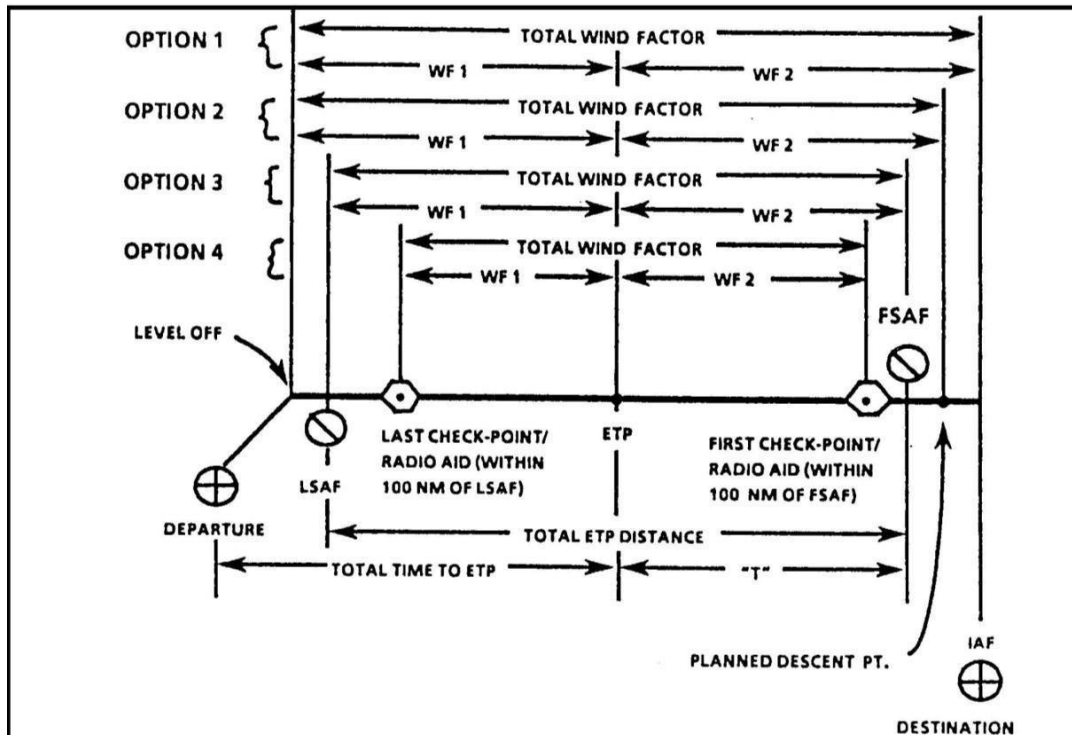 OPTION 1
TOTAL WIND FACTOR
WF 1
WF 2
OPTION 2
TOTAL WIND FACTOR
WF 1
WF 2
OPTION 3
TOTAL WIND FACTOR
WF 1
WF 2
OPTION 4
TOTAL WIND FACTOR
WF 1
WF 2
FSAF
LEVEL OFF
LAST CHECK-POINT/
RADIO AID (WITHIN
100 NM OF LSAF)
ETP
FIRST CHECK-POINT/
RADIO AID (WITHIN
100 NM OF FSAF)
LSAF
DEPARTURE
TOTAL ETP DISTANCE
TOTAL TIME TO ETP
"T"
PLANNED DESCENT PT.
IAF
DESTINATION